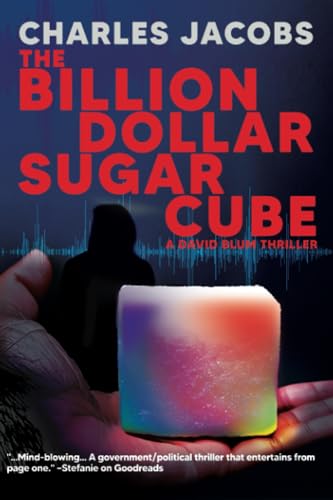 CHARLES JACOBS
THE
BILLION
DOLLAR
SUGAR
CUBE
A DAVID BLUM THRILLER
"...Mind-blowing... A government/political thriller that entertains from
page one." –Stefanie on Goodreads